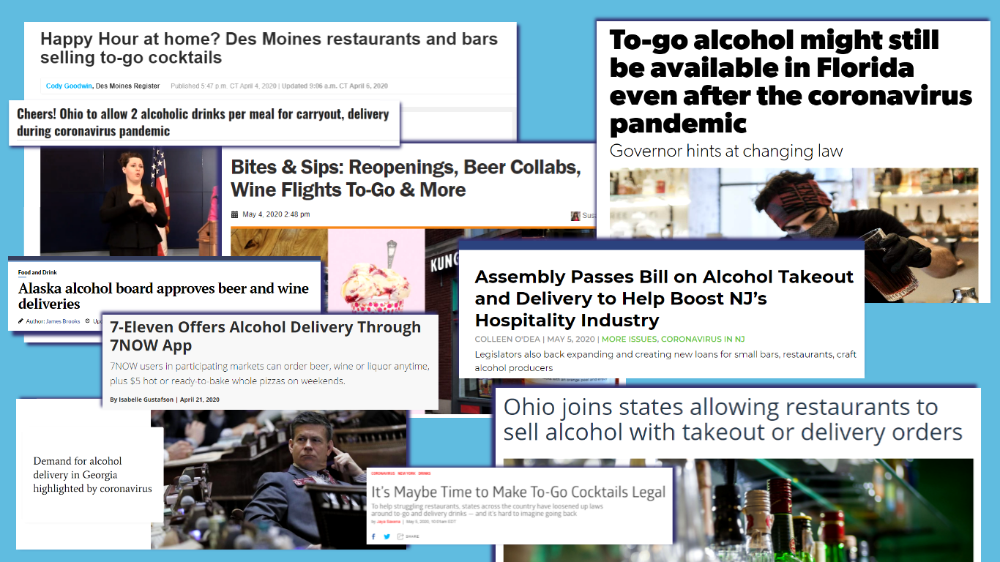 Happy Hour at home? Des Moines restaurants and bars
selling to-go cocktails
Cody Goodwin, Des Moines Register Published 5:47 p.m. CT April 4, 2020 | Updated 9:06 a.m. CT April 6, 2020
Cheers! Ohio to allow 2 alcoholic drinks per meal for carryout, delivery
during coronavirus pandemic
To-go alcohol might still
be available in Florida
even after the coronavirus
pandemic
Governor hints at changing law
Bites & Sips: Reopenings, Beer Collabs,
Wine Flights To-Go & More
May 4, 2020 2:48 pm
KUNG
Food and Drink
Alaska alcohol board approves beer and wine
deliveries
Author: James Brooks
Assembly Passes Bill on Alcohol Takeout
and Delivery to Help Boost NJ's
Hospitality Industry
COLLEEN O'DEA | MAY 5, 2020 | MORE ISSUES, CORONAVIRUS IN NJ
Legislators also back expanding and creating new loans for small bars, restaurants, craft
alcohol producers
7-Eleven Offers Alcohol Delivery Through
7NOW App
7NOW users in participating markets can order beer, wine or liquor anytime,
plus $5 hot or ready-to-bake whole pizzas on weekends.
By Isabelle Gustafson | April 21, 2020
Demand for alcohol
delivery in Georgia
highlighted by coronavirus
Ohio joins states allowing restaurants to
sell alcohol with takeout or delivery orders
CORONAVIRUS NEW YORK DRINKS
It's Maybe Time to Make To-Go Cocktails Legal
To help struggling restaurants, states across the country have loosened up laws
around to-go and delivery drinks — and it's hard to imagine going back
by Jaya Saxena | May 5, 2020, 10:01am EDT
SHARE